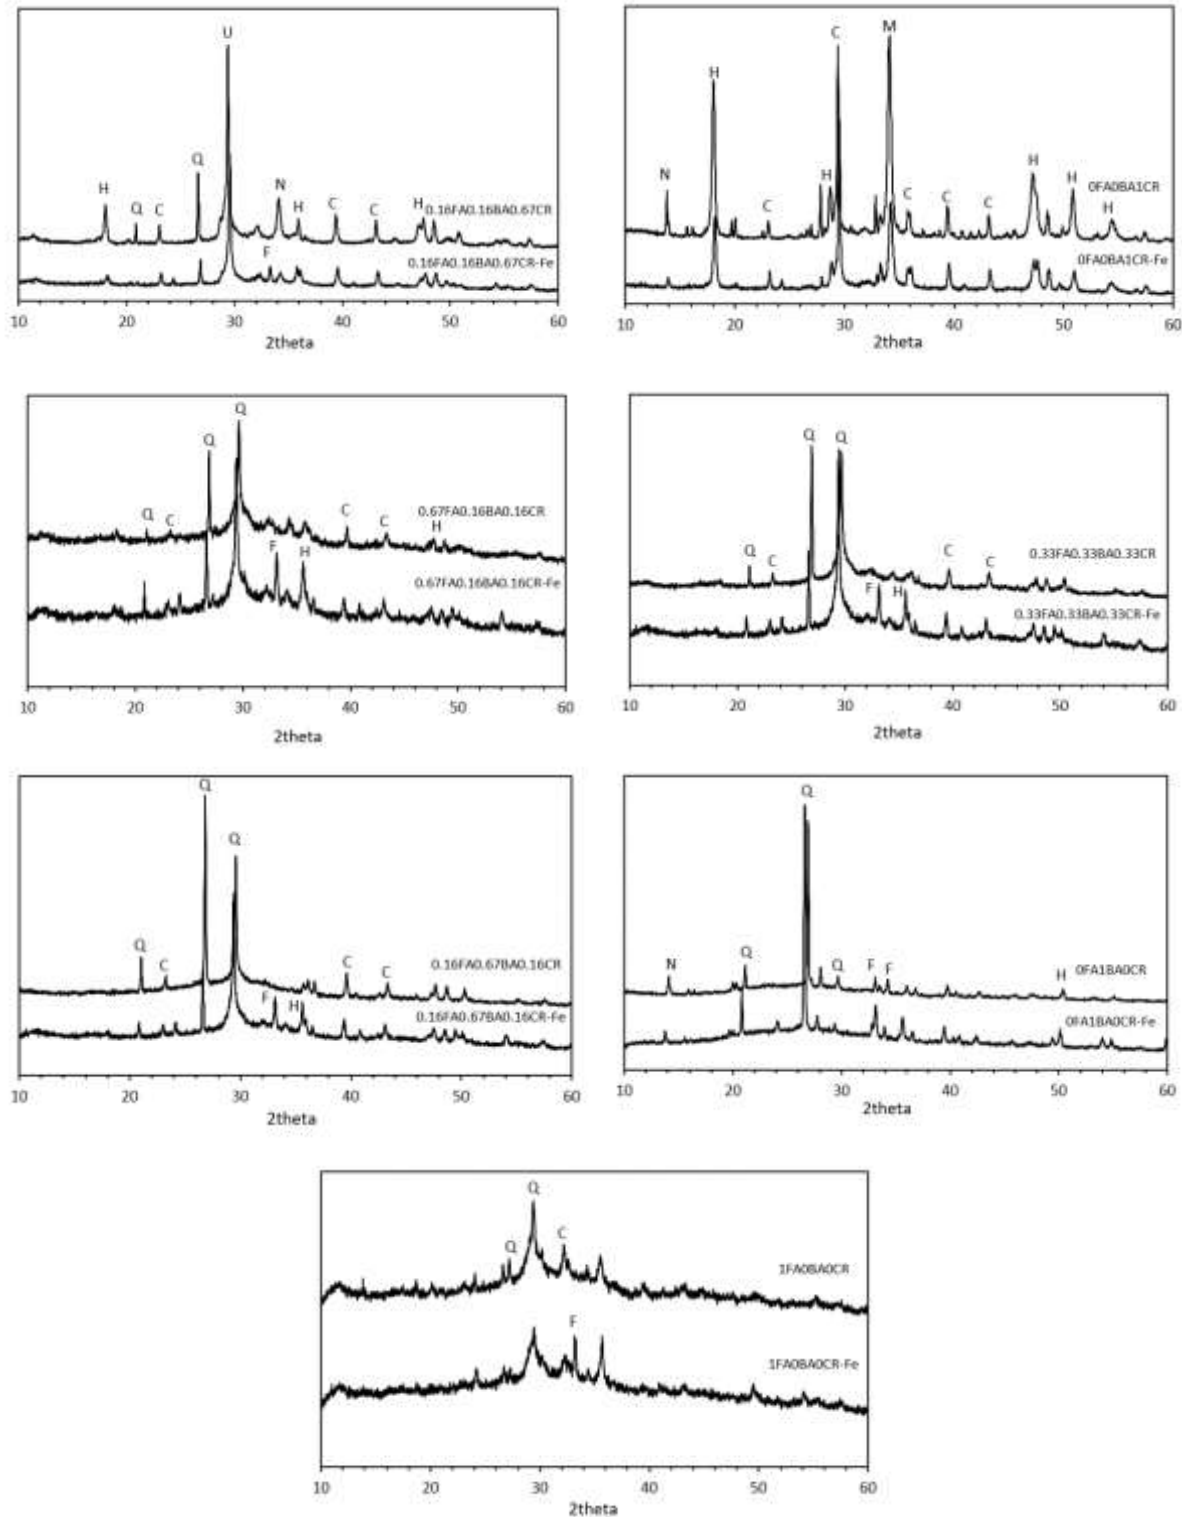 U
H
Q
Q
C
N
H
C
C
H
0.16FA0.16BA0.67CR
F
0.16FA0.16BA0.67CR-Fe
10 20 30 40 50 60
2theta
M
C
H
N
H
C
C
C
C
H
H
H
0FA0BA1CR
0FA0BA1CR-Fe
10 20 30 40 50 60
2theta
Q
Q
Q
C
C
C
H
0.67FA0.16BA0.16CR
F
H
0.67FA0.16BA0.16CR-Fe
10 20 30 40 50 60
2theta
Q
Q
Q
C
C
C
0.33FA0.33BA0.33CR
F
H
0.33FA0.33BA0.33CR-Fe
10 20 30 40 50 60
2theta
Q
Q
Q
C
C
C
0.16FA0.67BA0.16CR
F
H
0.16FA0.67BA0.16CR-Fe
10 20 30 40 50 60
2theta
Q
N
Q
Q
F
F
H
0FA1BA0CR
0FA1BA0CR-Fe
10 20 30 40 50 60
2theta
Q
Q
C
1FA0BA0CR
F
1FA0BA0CR-Fe
10 20 30 40 50 60
2theta